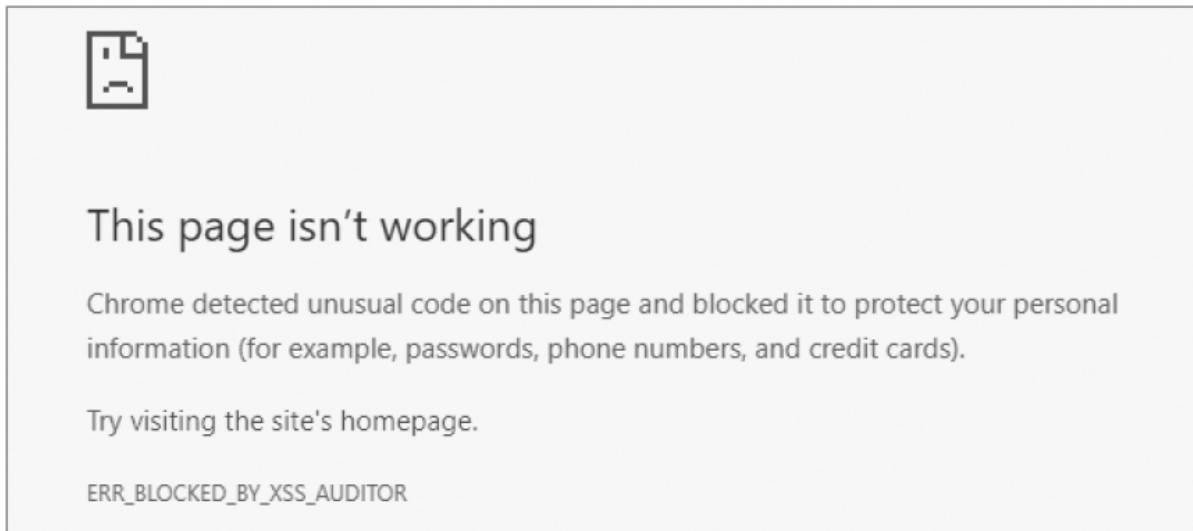 This page isn’t working
Chrome detected unusual code on this page and blocked it to protect your personal
information (for example, passwords, phone numbers, and credit cards).
Try visiting the site's homepage.
ERR_BLOCKED_BY_XSS_AUDITOR